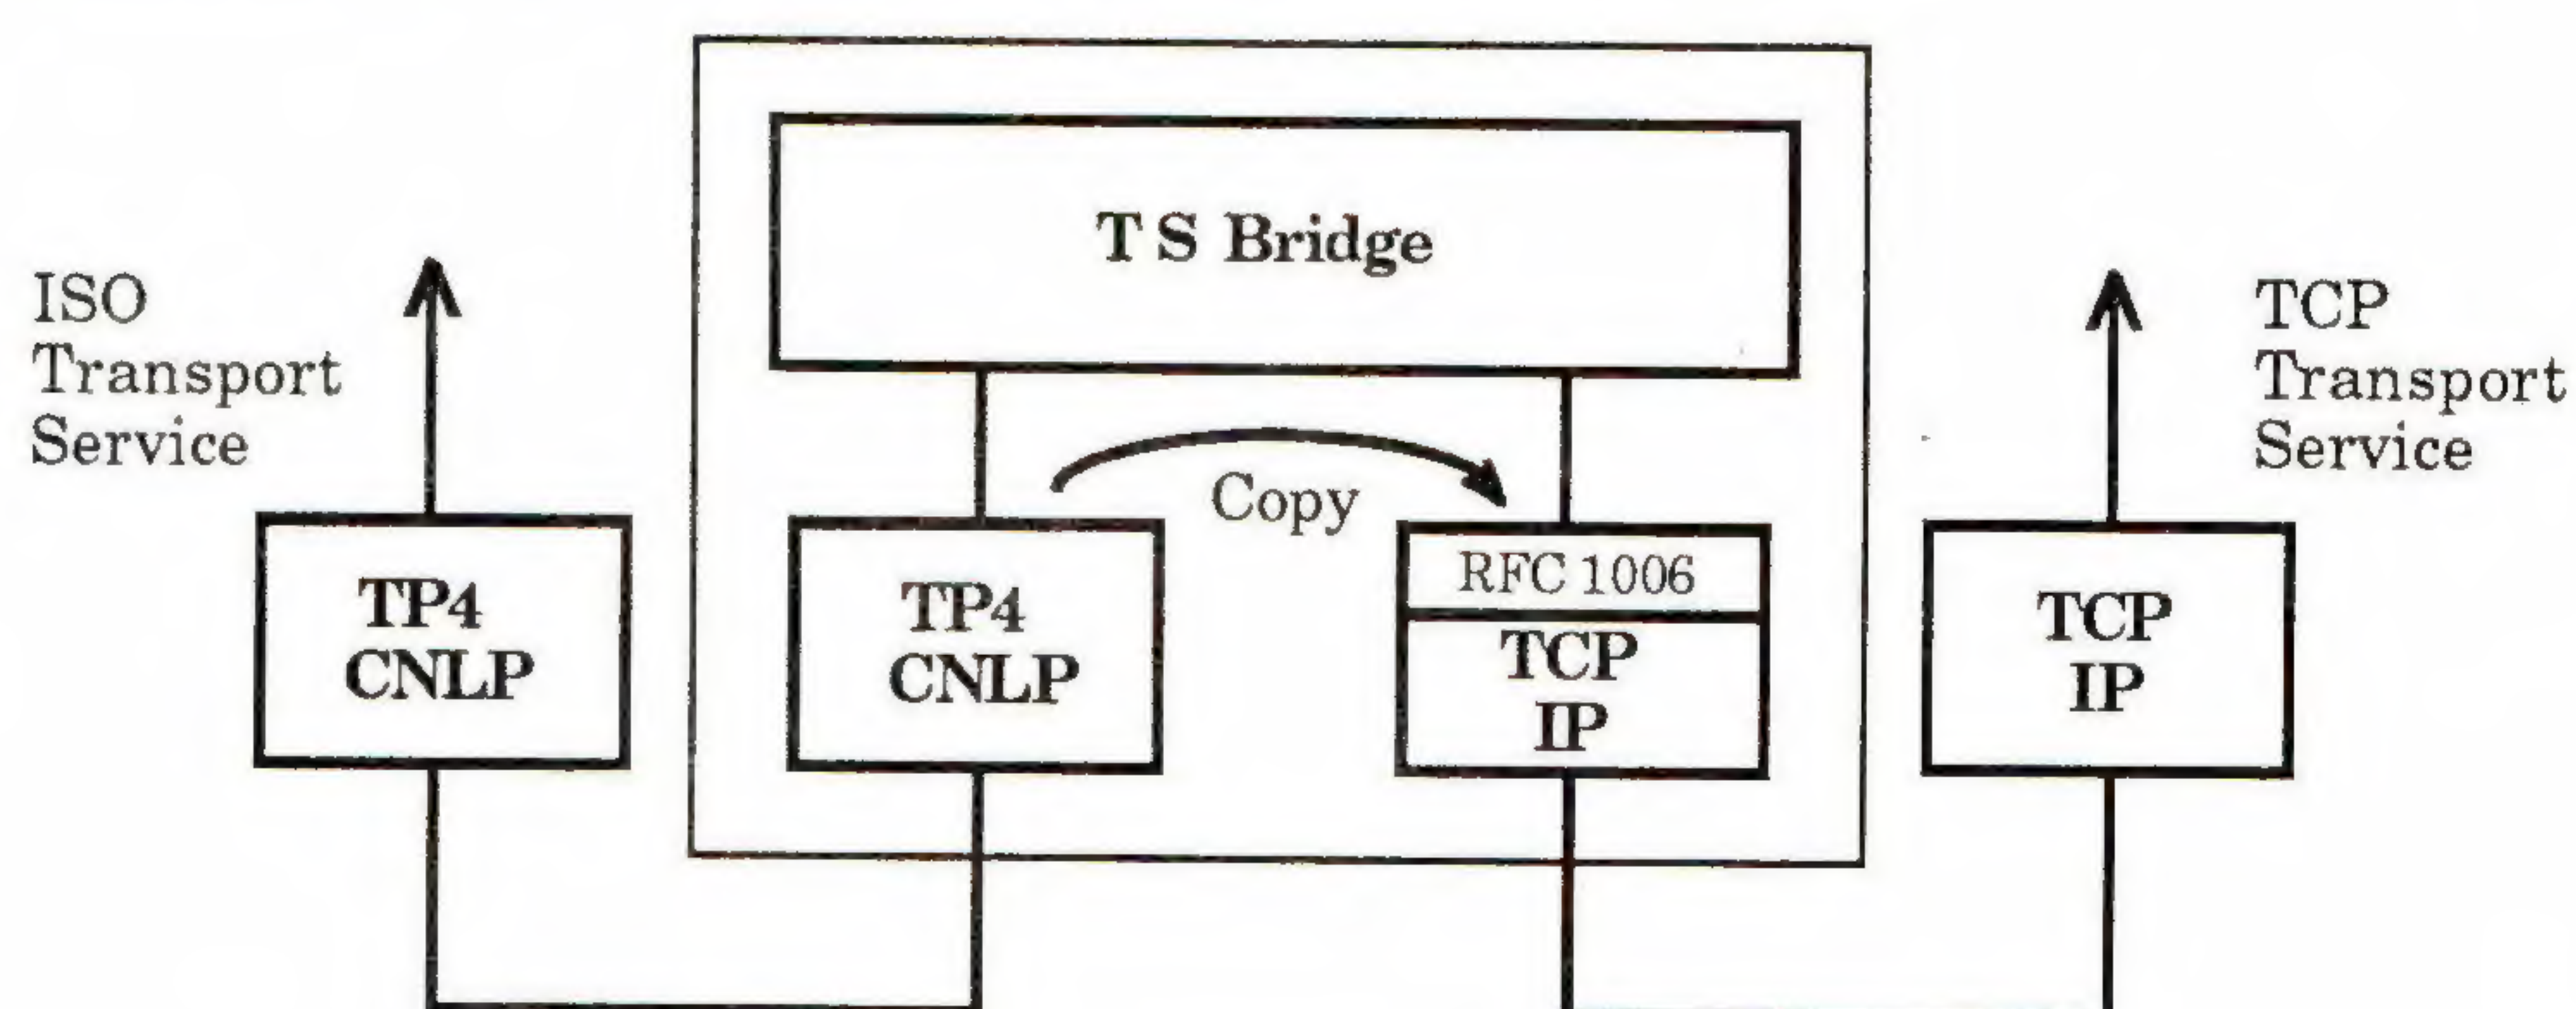 TS Bridge
ISO
Transport
Service
TCP
Transport
Service
Copy
TP4
CNLP
TP4
CNLP
RFC 1006
TCP
IP
TCP
IP